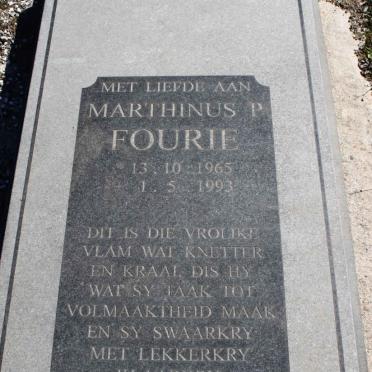 MET LIEFDE AAN
MARTHINUS P
FOURIE
* 13.10.1965
† 1.5.1993
DIT IS DIE VROLIKE
VLAM WAT KNETTER
EN KRAAI, DIS HY
WAT SY TAAK TOT
VOLMAAKTHEID MAAK
EN SY SWAARKRY
MET LEKKERKRY